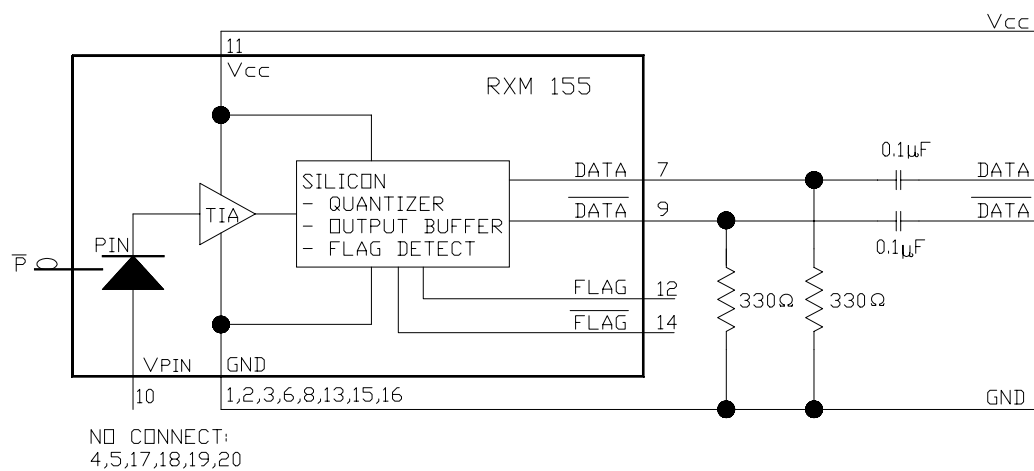 Vcc
11
Vcc
RXM 155
0.1µF
SILICON
- QUANTIZER
- OUTPUT BUFFER
- FLAG DETECT
DATA 7
DATA
TIA
DATA 9
DATA
PIN
0.1µF
P
FLAG 12
330Ω
330Ω
FLAG 14
VPIN
GND
10
1,2,3,6,8,13,15,16
GND
NO CONNECT:
4,5,17,18,19,20